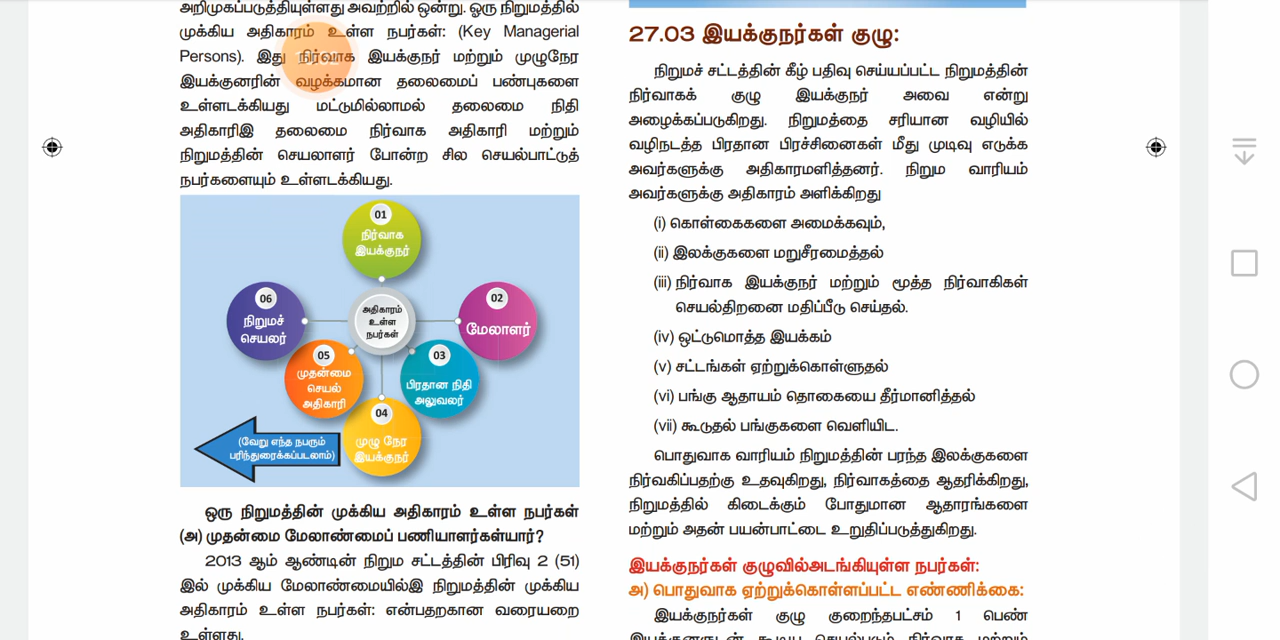 அறிமுகப்படுத்தியுள்ளது அவற்றில் ஒன்று. ஓரு நிறுமத்தில்
முக்கிய அதிகாரம் உள்ள நபர்கள்: (Key Managerial
Persons). இது நிர்வாக இயக்குநர் மற்றும் முழுநேர
இயக்குனரின் வழக்கமான தலைமைப் பண்புகளை
உள்ளடக்கியது மட்டுமில்லாமல் தலைமை நிதி
அதிகாரிஇ தலைமை நிர்வாக அதிகாரி மற்றும்
நிறுமத்தின் செயலாளர் போன்ற சில செயல்பாட்டுத்
நபர்களையும் உள்ளடக்கியது.
01
நிர்வாக
இயக்குநர்
02
மேலாளர்
03
பிரதான நிதி
அலுவலர்
04
முழு நேர
இயக்குநர்
05
முதன்மை
செயல்
அதிகாரி
06
நிறுமச்
செயலர்
அதிகாரம்
உள்ள
நபர்கள்
(வேறு எந்த நபரும்
பரிந்துரைக்கப்படலாம்)
ஒரு நிறுமத்தின் முக்கிய அதிகாரம் உள்ள நபர்கள்
(அ) முதன்மை மேலாண்மைப் பணியாளர்கள்யார்?
2013 ஆம் ஆண்டின் நிறும சட்டத்தின் பிரிவு 2 (51)
இல் முக்கிய மேலாண்மையில்இ நிறுமத்தின் முக்கிய
அதிகாரம் உள்ள நபர்கள்: என்பதற்கான வரையறை
உள்ளது.
27.03 இயக்குநர்கள் குழு:
நிறுமச் சட்டத்தின் கீழ் பதிவு செய்யப்பட்ட நிறுமத்தின்
நிர்வாகக் குழு இயக்குநர் அவை என்று
அழைக்கப்படுகிறது. நிறுமத்தை சரியான வழியில்
வழிநடத்த பிரதான பிரச்சினைகள் மீது முடிவு எடுக்க
அவர்களுக்கு அதிகாரமளித்தனர். நிறும வாரியம்
அவர்களுக்கு அதிகாரம் அளிக்கிறது
(i) கொள்கைகளை அமைக்கவும்,
(ii) இலக்குகளை மறுசீரமைத்தல்
(iii) நிர்வாக இயக்குநர் மற்றும் மூத்த நிர்வாகிகள்
செயல்திறனை மதிப்பீடு செய்தல்.
(iv) ஒட்டுமொத்த இயக்கம்
(v) சட்டங்கள் ஏற்றுக்கொள்ளுதல்
(vi) பங்கு ஆதாயம் தொகையை தீர்மானித்தல்
(vii) கூடுதல் பங்குகளை வெளியிட.
பொதுவாக வாரியம் நிறுமத்தின் பரந்த இலக்குகளை
நிர்வகிப்பதற்கு உதவுகிறது, நிர்வாகத்தை ஆதரிக்கிறது,
நிறுமத்தில் கிடைக்கும் போதுமான ஆதாரங்களை
மற்றும் அதன் பயன்பாட்டை உறுதிப்படுத்துகிறது.
இயக்குநர்கள் குழுவில்அடங்கியுள்ள நபர்கள்:
அ) பொதுவாக ஏற்றுக்கொள்ளப்பட்ட எண்ணிக்கை:
இயக்குநர்கள் குழு குறைந்தபட்சம் 1 பெண்